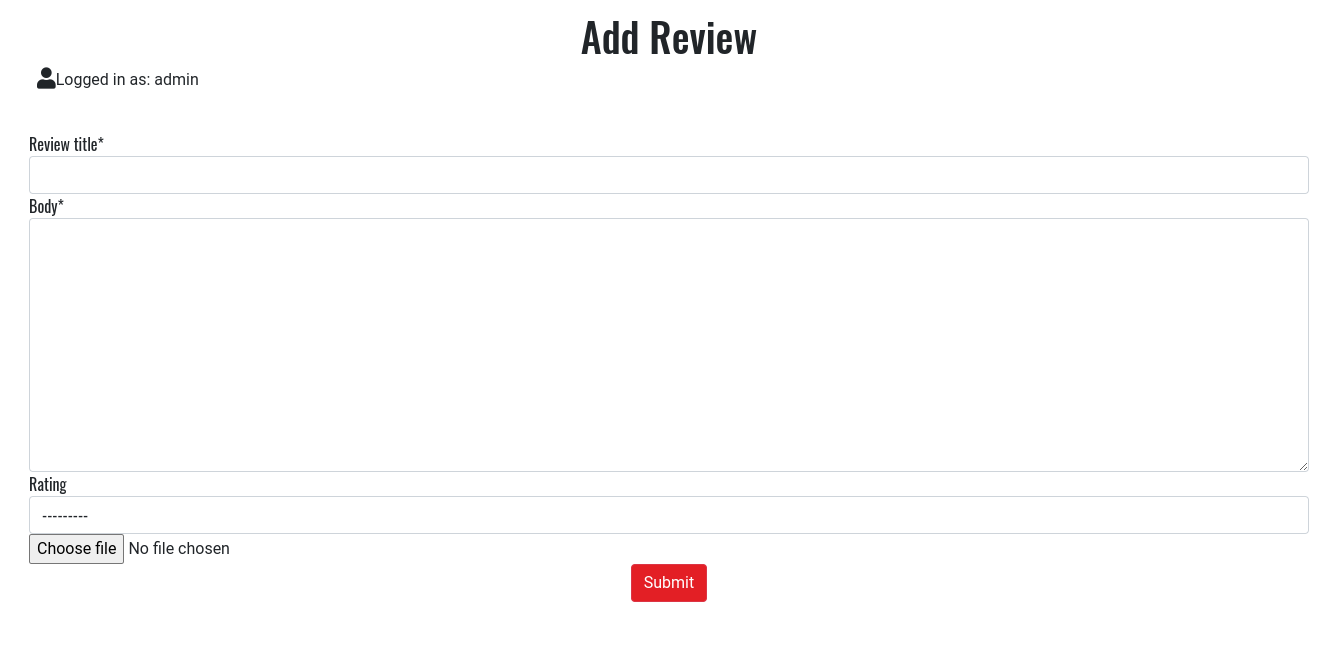 Add Review
Logged in as: admin
Review title*
Body*
Rating
---------
Choose file No file chosen
Submit